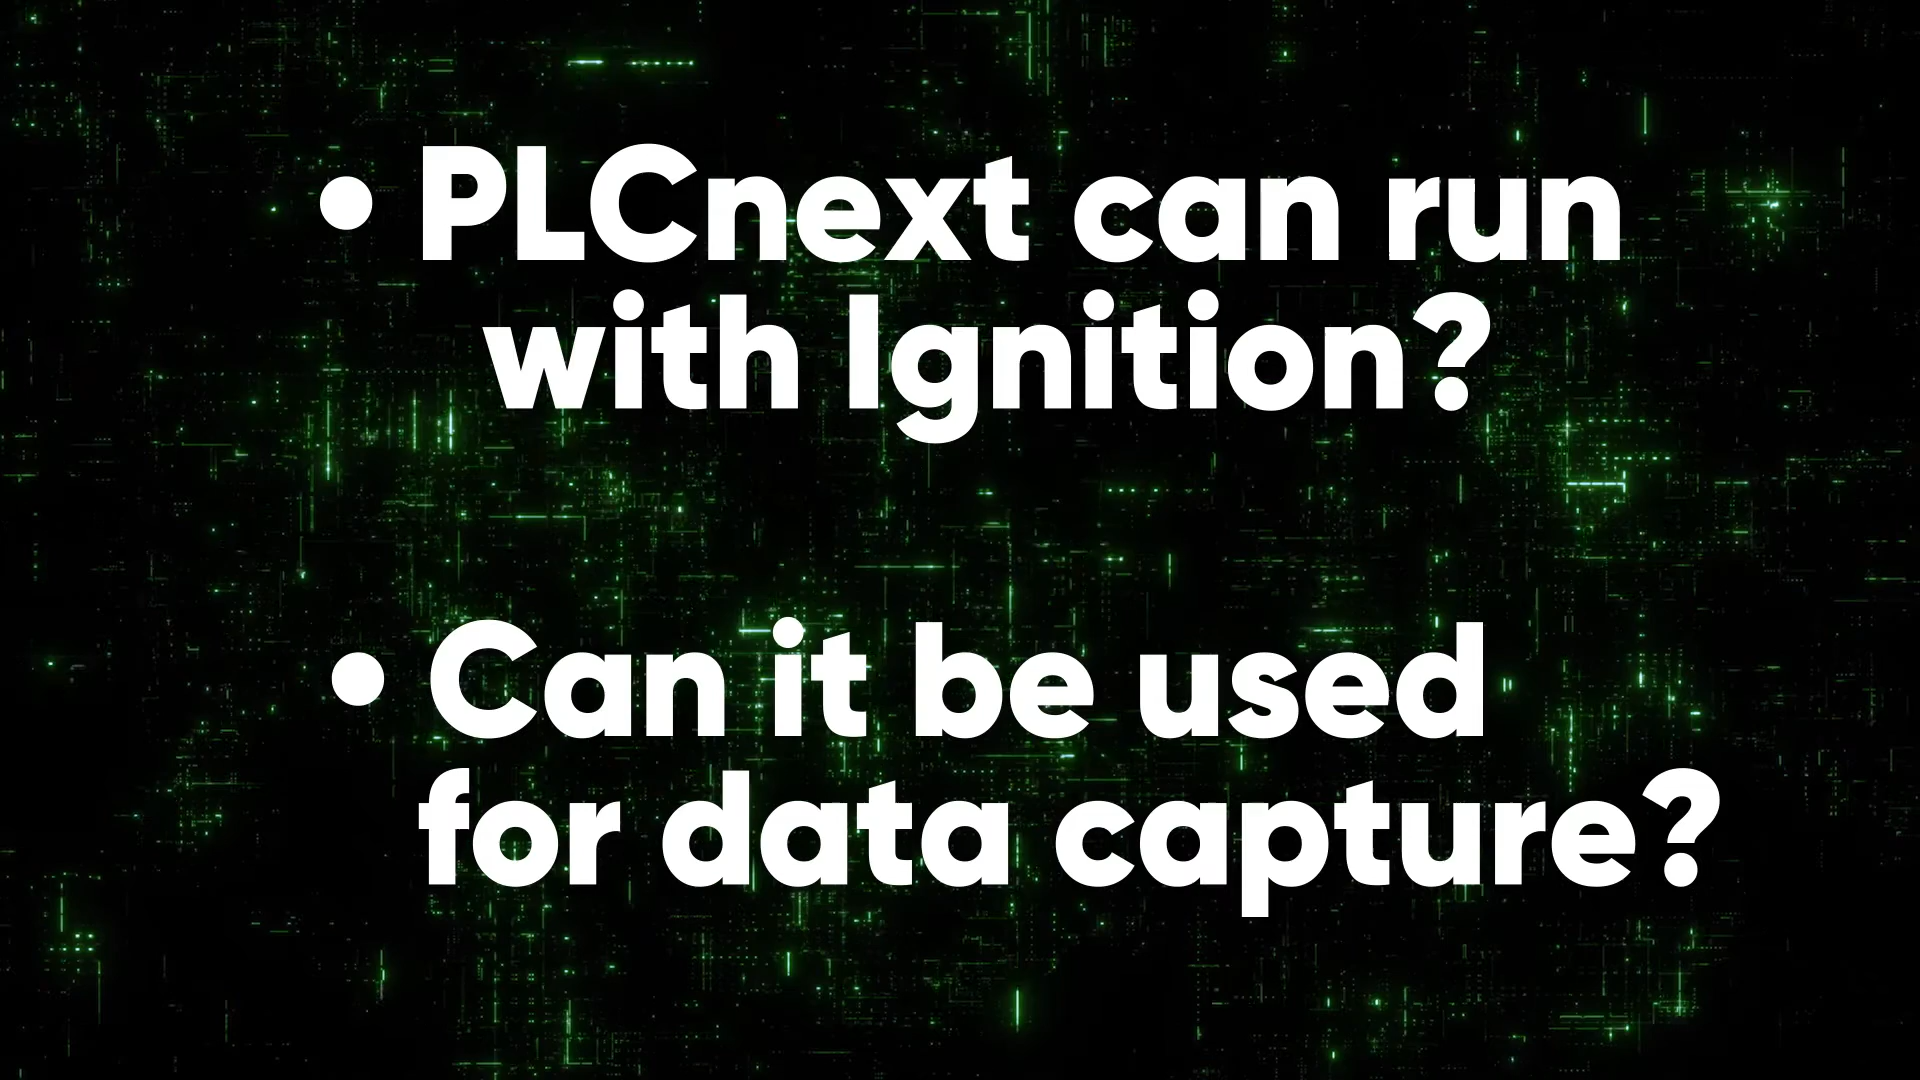 • PLCnext can run
with Ignition?
• Can it be used
for data capture?